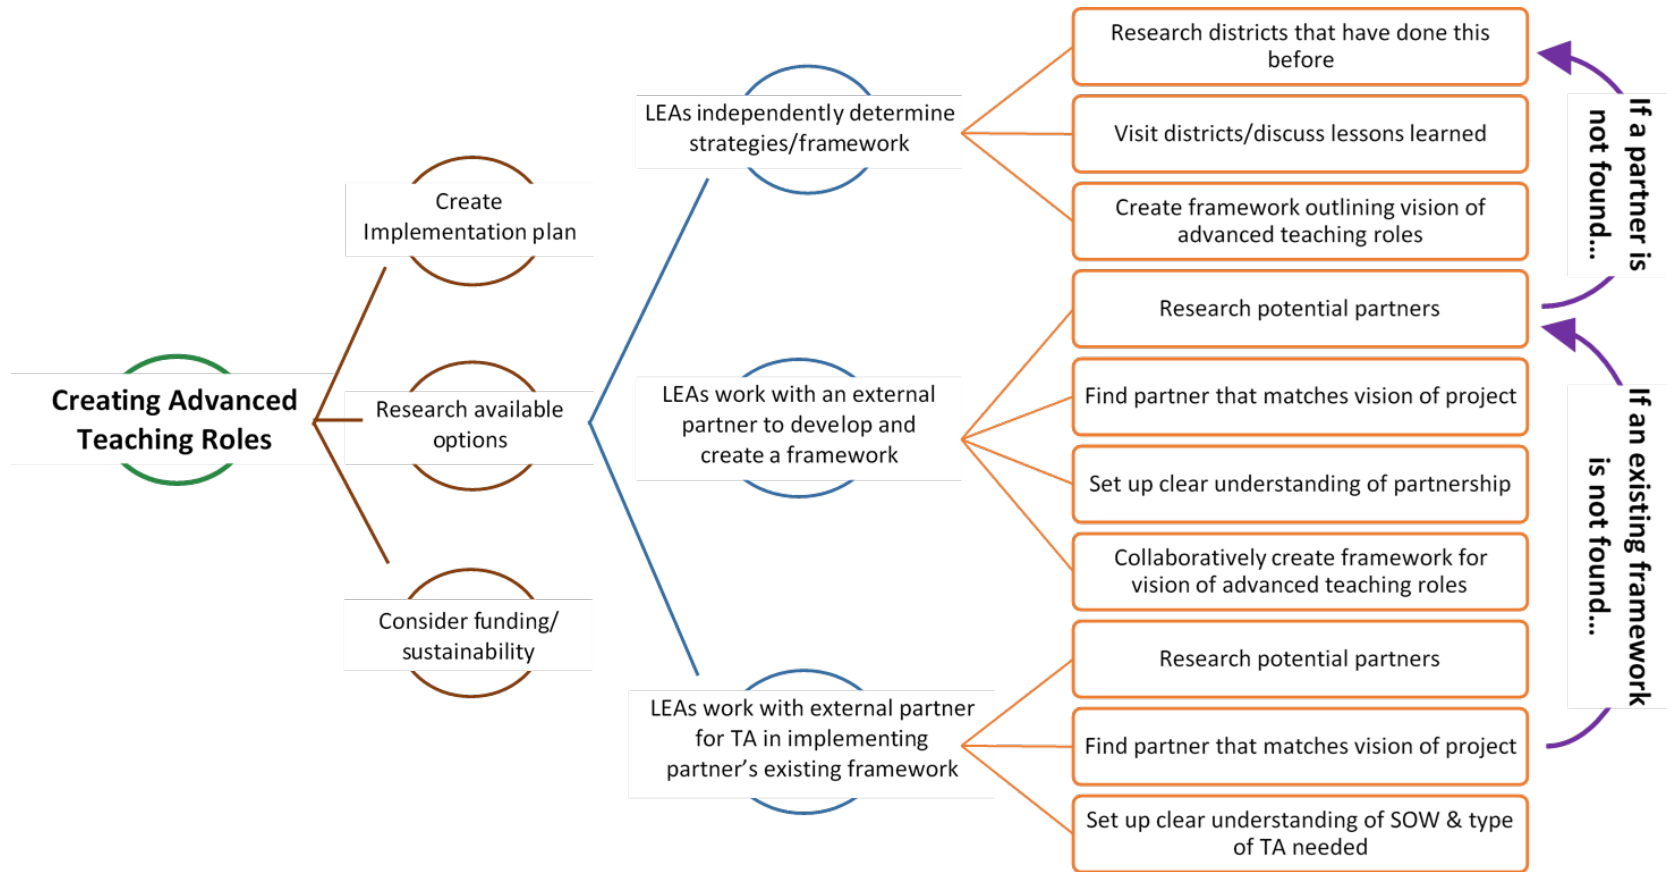 Creating Advanced
Teaching Roles
Create
Implementation plan
Research available
options
Consider funding/
sustainability
LEAs independently determine
strategies/framework
LEAs work with an external
partner to develop and
create a framework
LEAs work with external partner
for TA in implementing
partner’s existing framework
Research districts that have done this
before
Visit districts/discuss lessons learned
Create framework outlining vision of
advanced teaching roles
Research potential partners
Find partner that matches vision of project
Set up clear understanding of partnership
Collaboratively create framework for
vision of advanced teaching roles
Research potential partners
Find partner that matches vision of project
Set up clear understanding of SOW & type
of TA needed
If a partner is
not found...
If an existing framework
is not found...